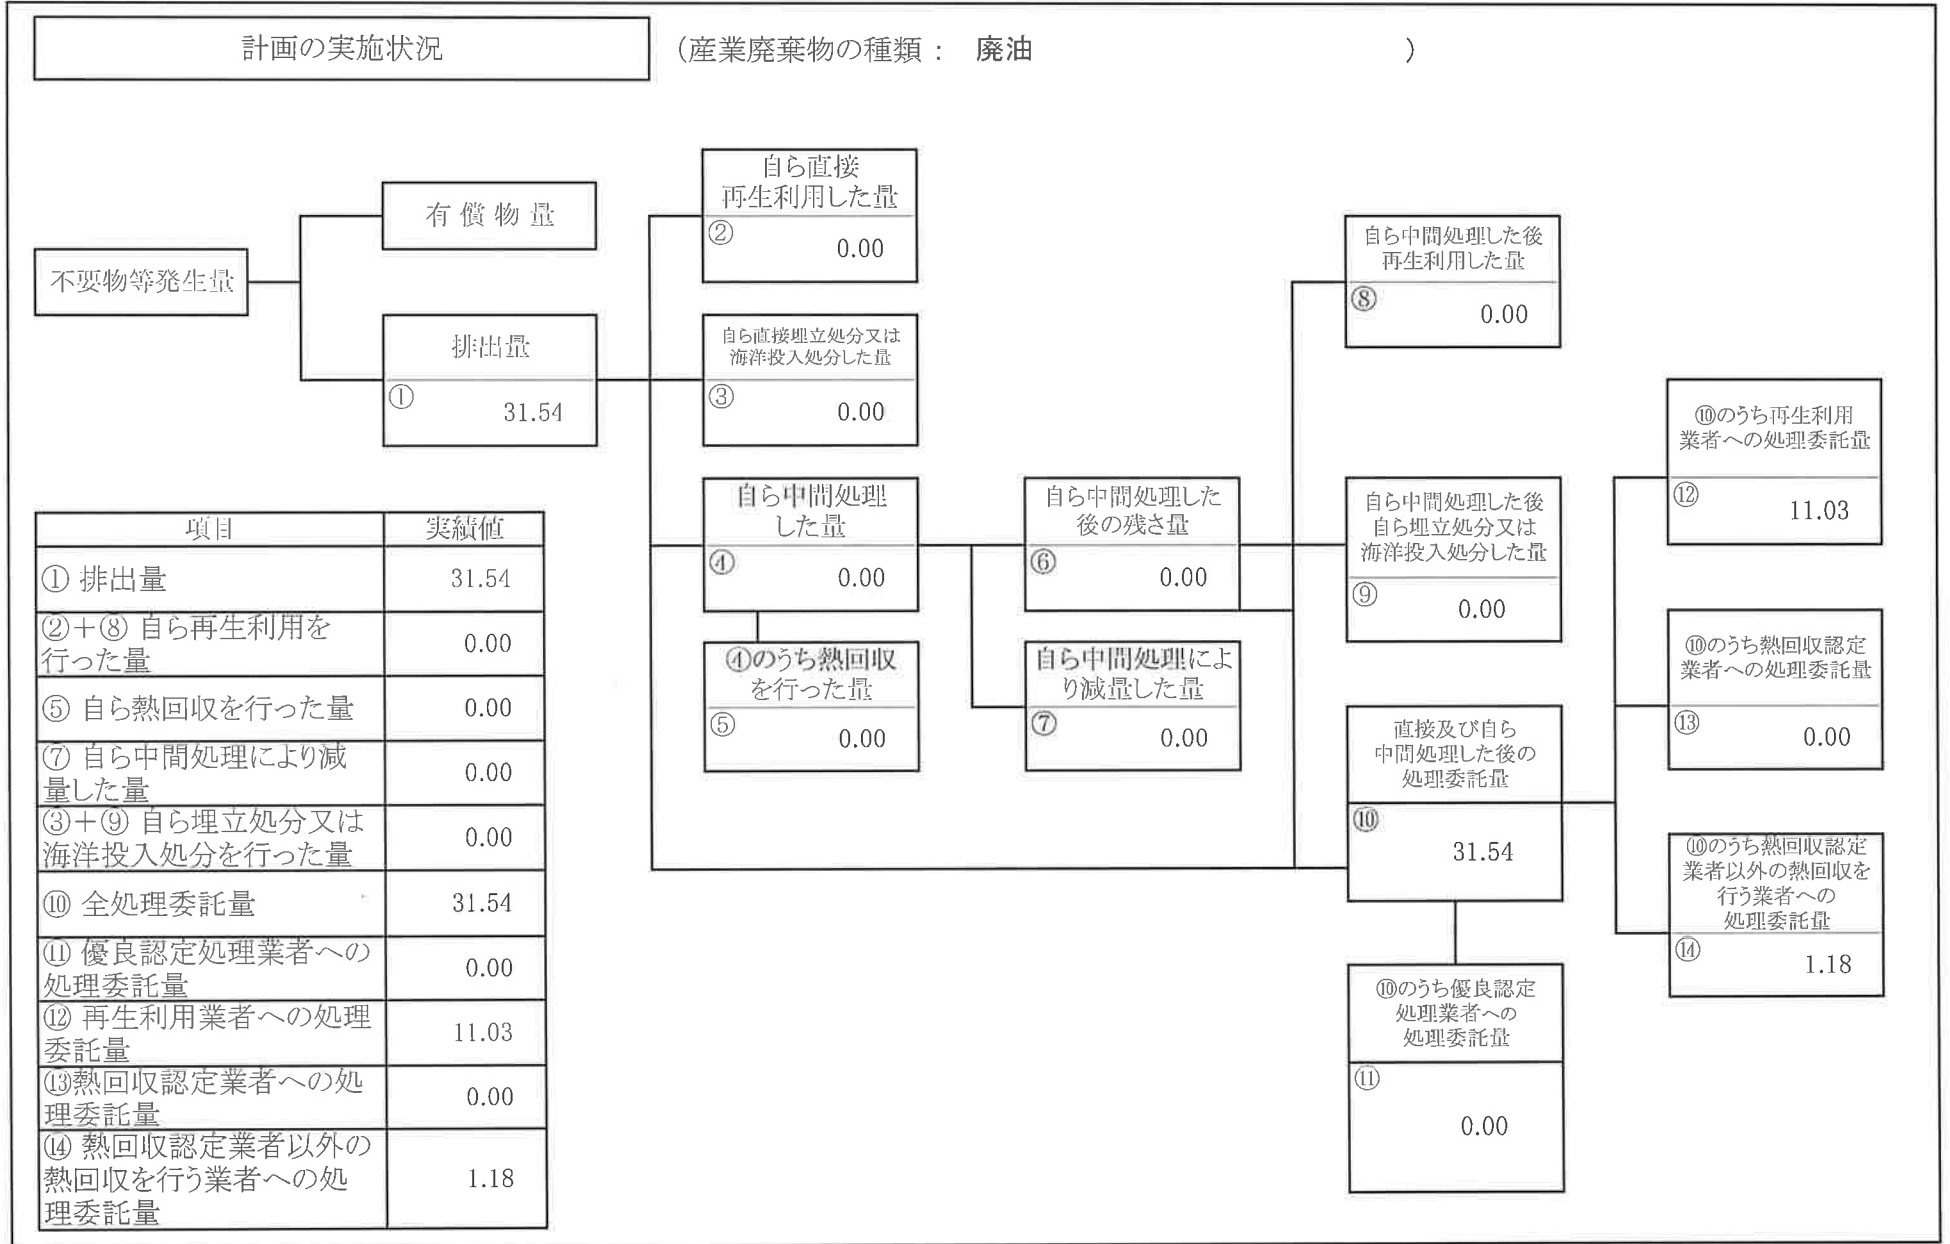 計画の実施状況
（産業廃棄物の種類： 廃油 ）
不要物等発生量
有償物量
排出量
① 31.54
自ら直接
再生利用した量
② 0.00
自ら直接埋立処分又は
海洋投入処分した量
③ 0.00
自ら中間処理
した量
④ 0.00
④のうち熱回収
を行った量
⑤ 0.00
自ら中間処理した
後の残さ量
⑥ 0.00
自ら中間処理によ
り減量した量
⑦ 0.00
自ら中間処理した後
再生利用した量
⑧ 0.00
自ら中間処理した後
自ら埋立処分又は
海洋投入処分した量
⑨ 0.00
直接及び自ら
中間処理した後の
処理委託量
⑩
31.54
⑩のうち優良認定
処理業者への
処理委託量
⑪
0.00
⑩のうち再生利用
業者への処理委託量
⑫ 11.03
⑩のうち熱回収認定
業者への処理委託量
⑬ 0.00
⑩のうち熱回収認定
業者以外の熱回収を
行う業者への
処理委託量
⑭ 1.18
項目 実績値
① 排出量 31.54
②＋⑧ 自ら再生利用を
行った量 0.00
⑤ 自ら熱回収を行った量 0.00
⑦ 自ら中間処理により減
量した量 0.00
③＋⑨ 自ら埋立処分又は
海洋投入処分を行った量 0.00
⑩ 全処理委託量 31.54
⑪ 優良認定処理業者への
処理委託量 0.00
⑫ 再生利用業者への処理
委託量 11.03
⑬熱回収認定業者への処
理委託量 0.00
⑭ 熱回収認定業者以外の
熱回収を行う業者への処
理委託量 1.18